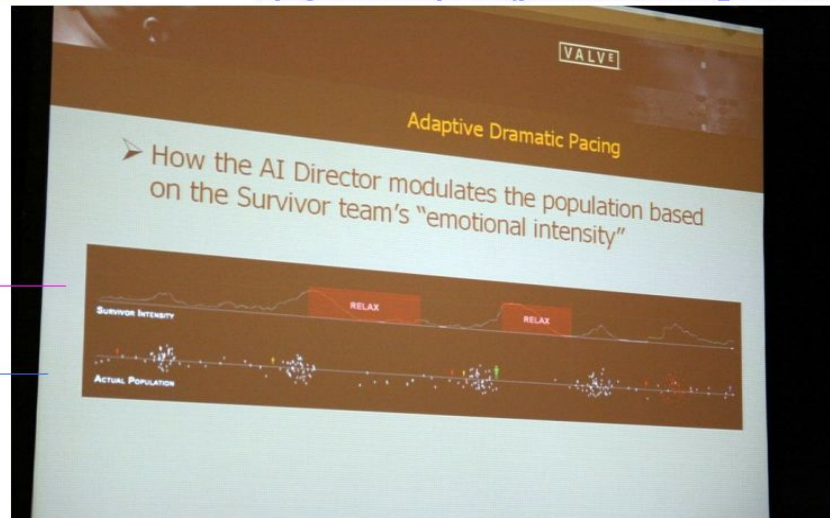 VALVE
Adaptive Dramatic Pacing
➢ How the AI Director modulates the population based
on the Survivor team's "emotional intensity"
RELAX
RELAX
SURVIVOR INTENSITY
ACTUAL POPULATION